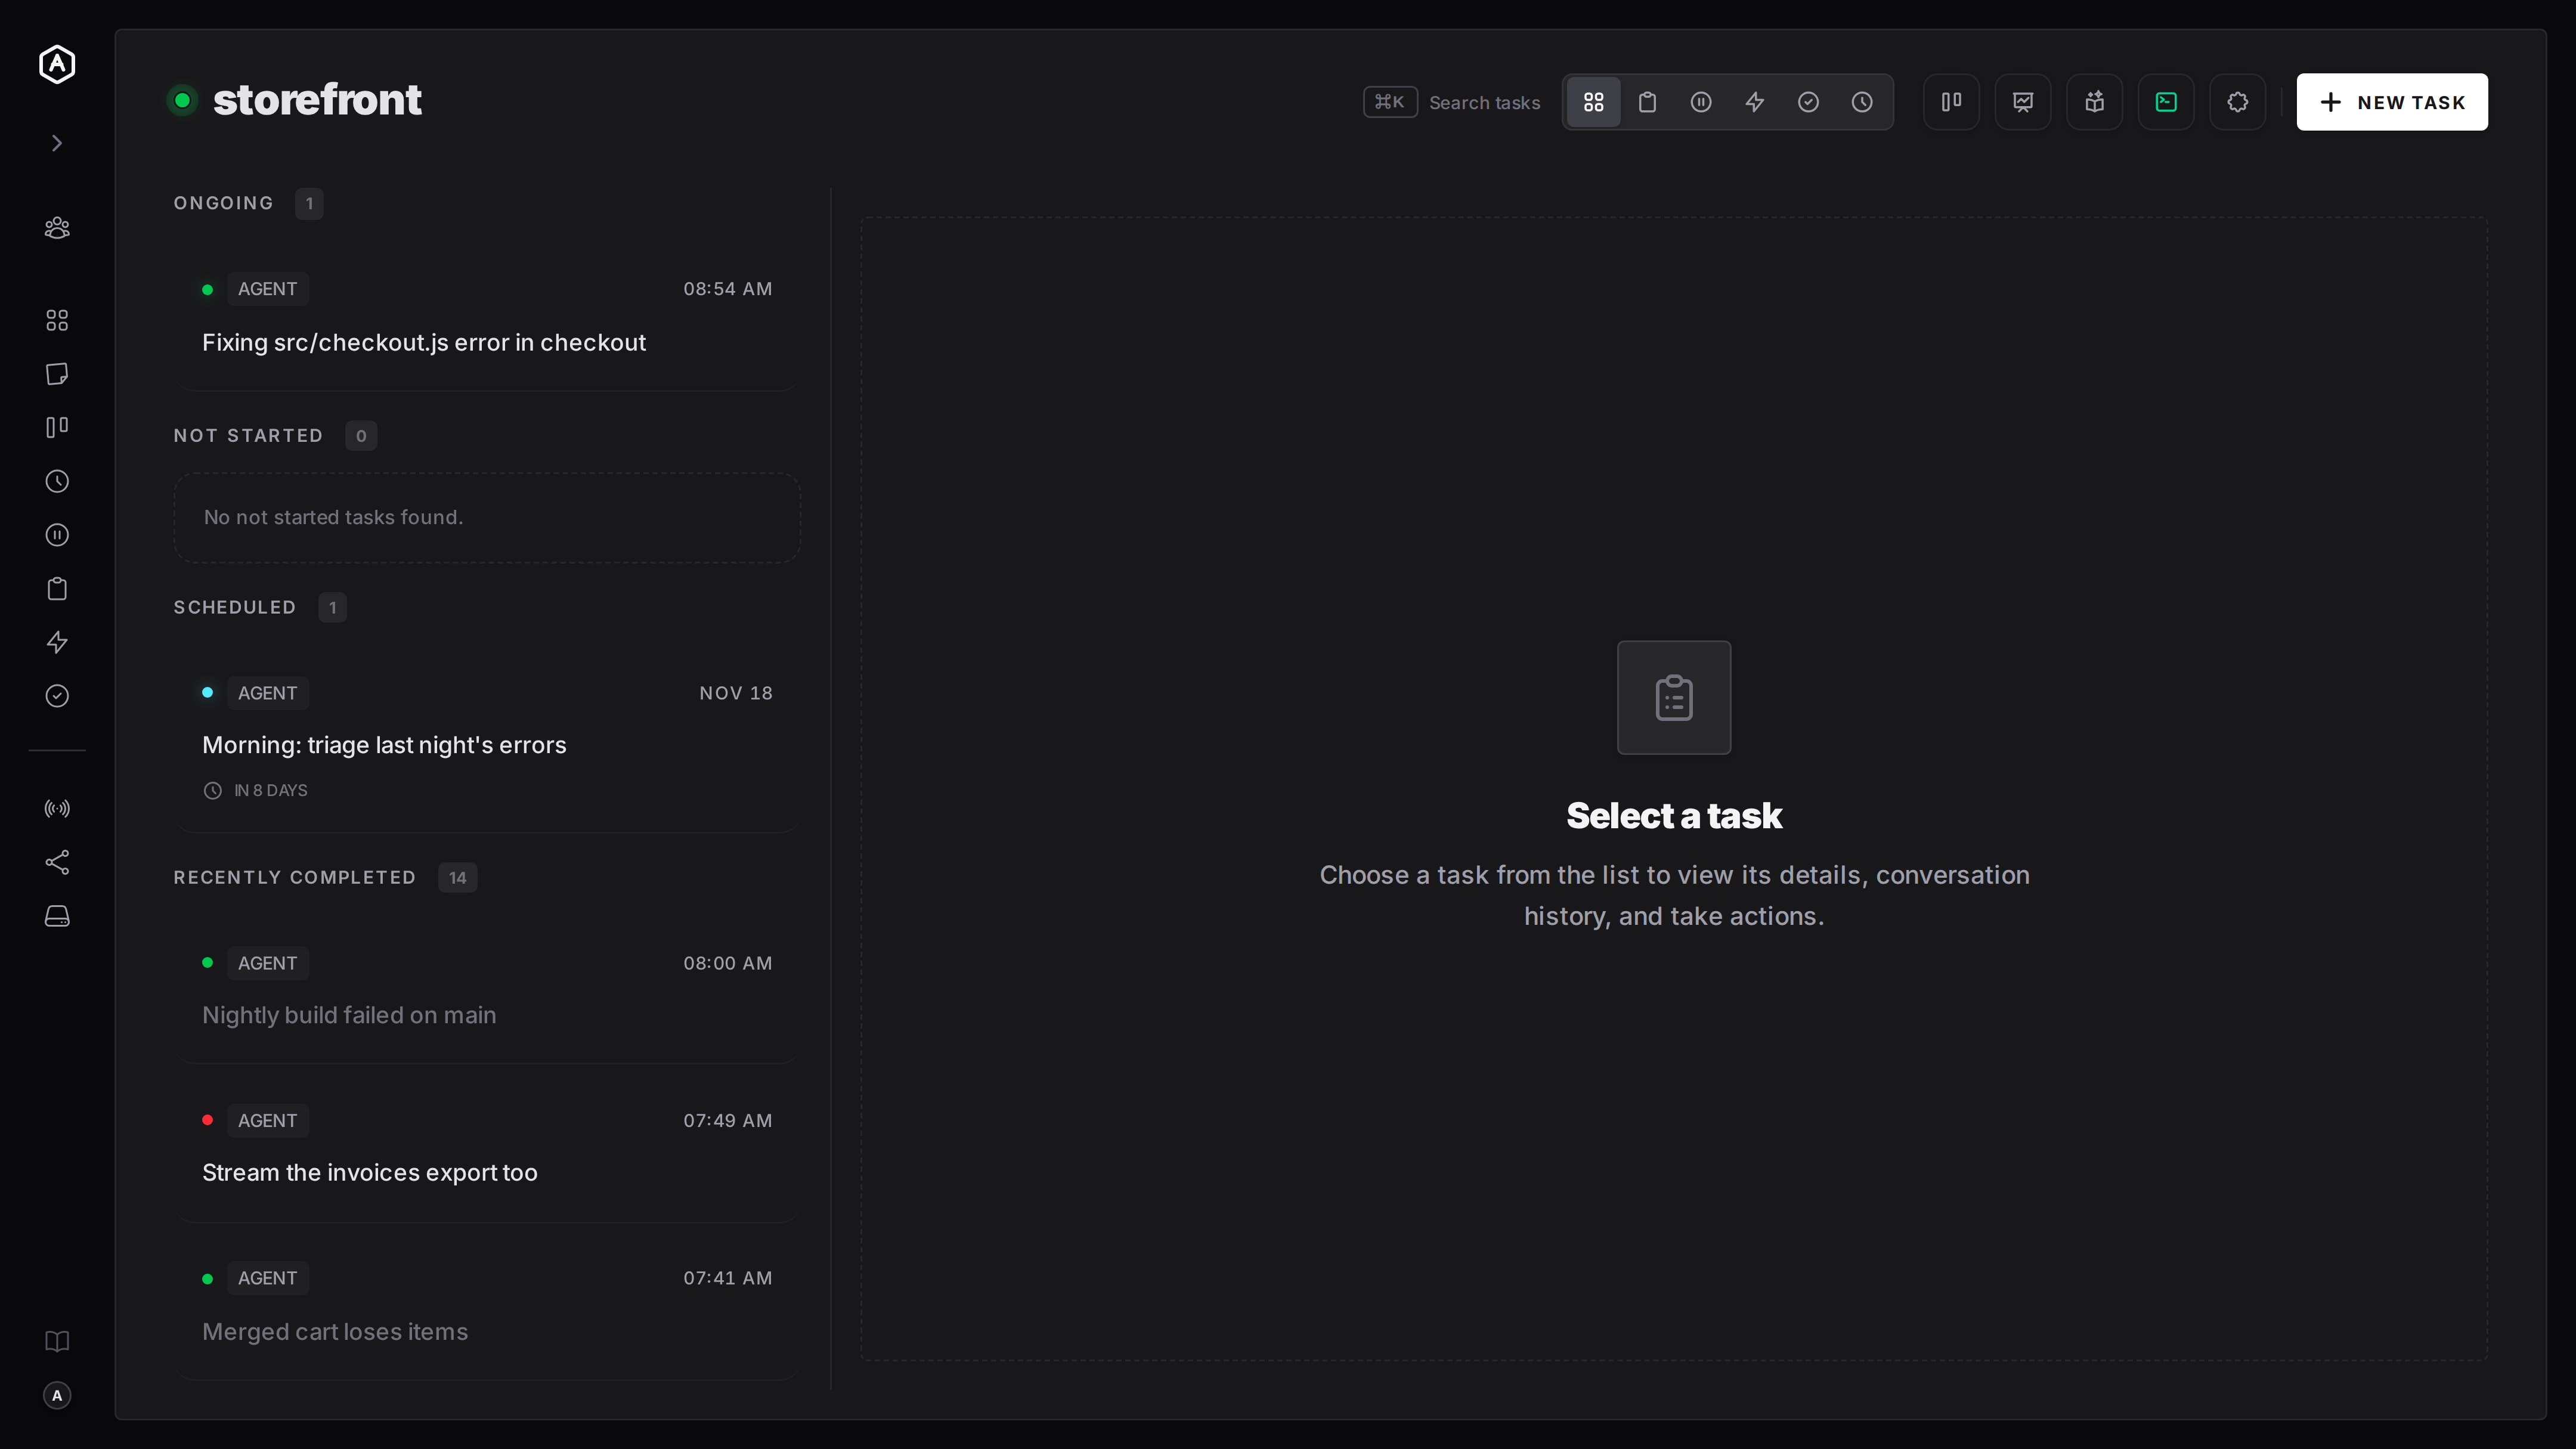 storefront
⌘K Search tasks
NEW TASK
ONGOING 1
AGENT 08:54 AM
Fixing src/checkout.js error in checkout
NOT STARTED 0
No not started tasks found.
SCHEDULED 1
AGENT NOV 18
Morning: triage last night's errors
IN 8 DAYS
RECENTLY COMPLETED 14
AGENT 08:00 AM
Nightly build failed on main
AGENT 07:49 AM
Stream the invoices export too
AGENT 07:41 AM
Merged cart loses items
Select a task
Choose a task from the list to view its details, conversation
history, and take actions.
A